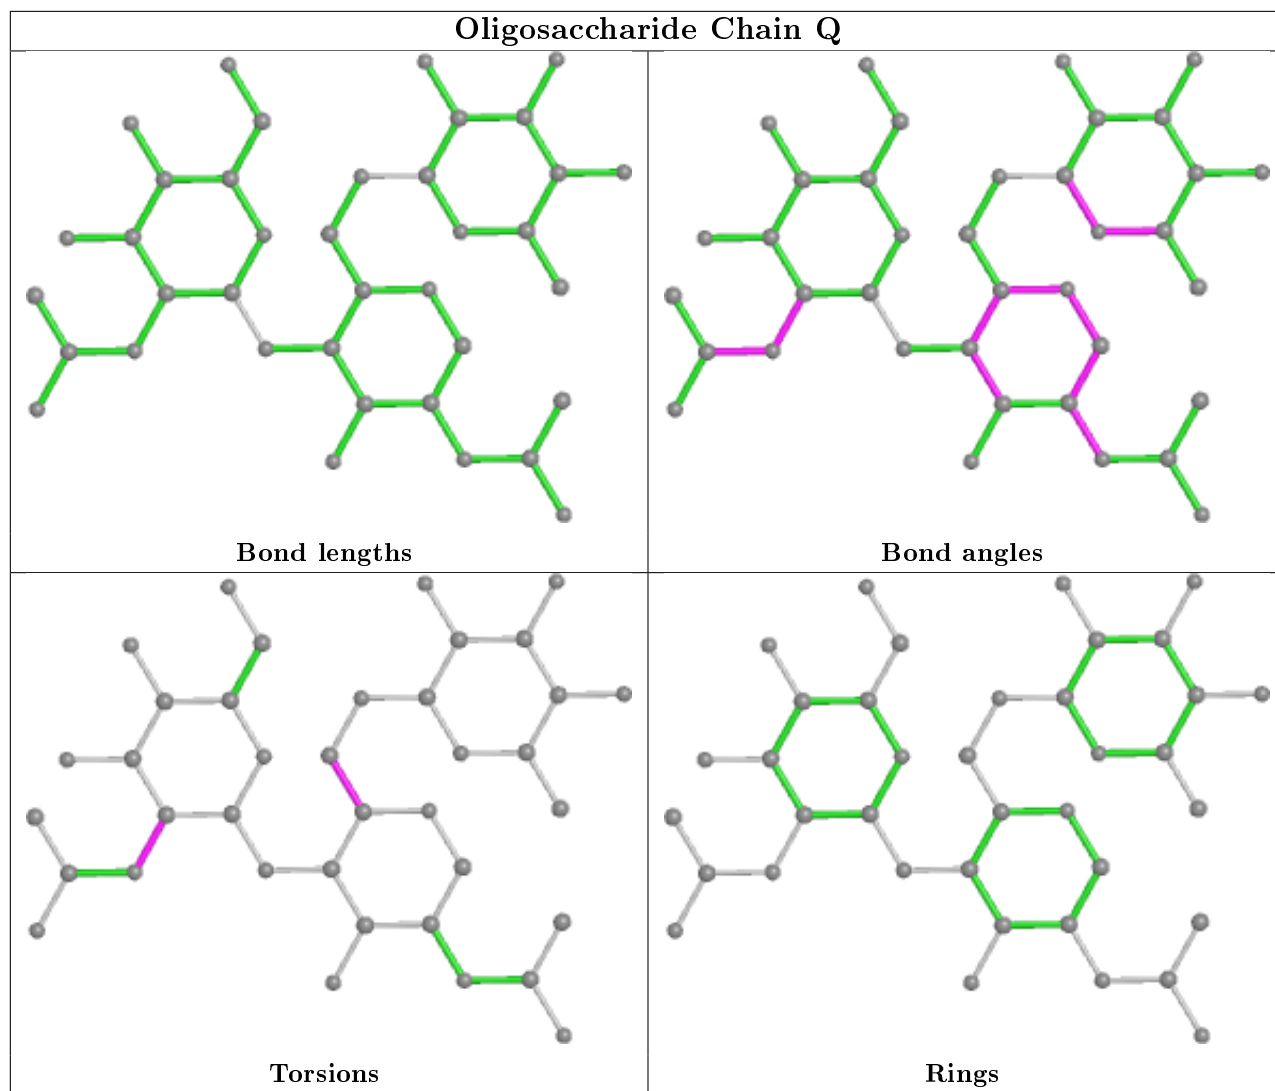 Oligosaccharide Chain Q
Bond lengths
Bond angles
Torsions
Rings